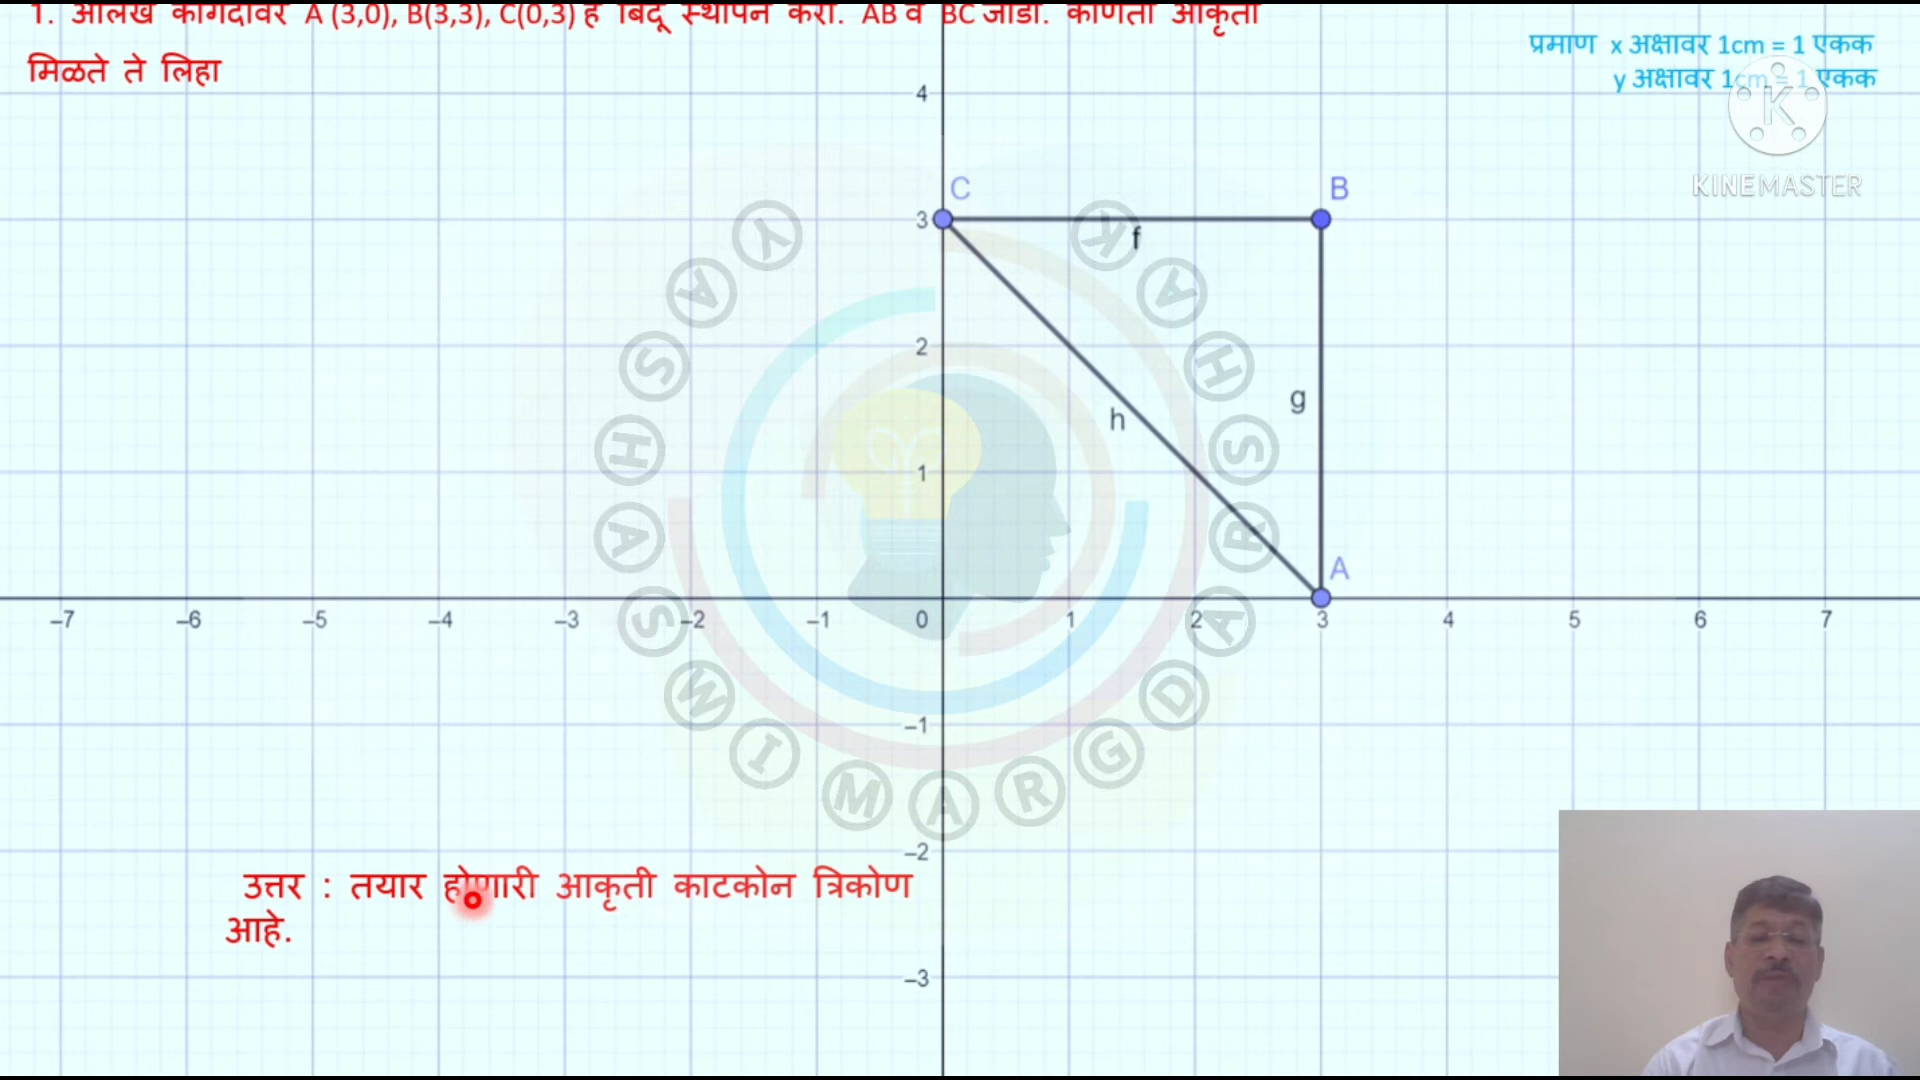 1. आलेख कागदावर A (3,0), B(3,3), C(0,3) हे बिंदू स्थापन करा. AB व BC जोडा. कोणती आकृती
मिळते ते लिहा
प्रमाण x अक्षावर 1cm = 1 एकक
y अक्षावर 1cm = 1 एकक
K
KINEMASTER
4
C
B
3
f
2
g
h
1
A
-7 -6 -5 -4 -3 -2 -1 0 1 2 3 4 5 6 7
-1
-2
-3
YASHASWI MARGDARSHAK
उत्तर : तयार होणारी आकृती काटकोन त्रिकोण
आहे.